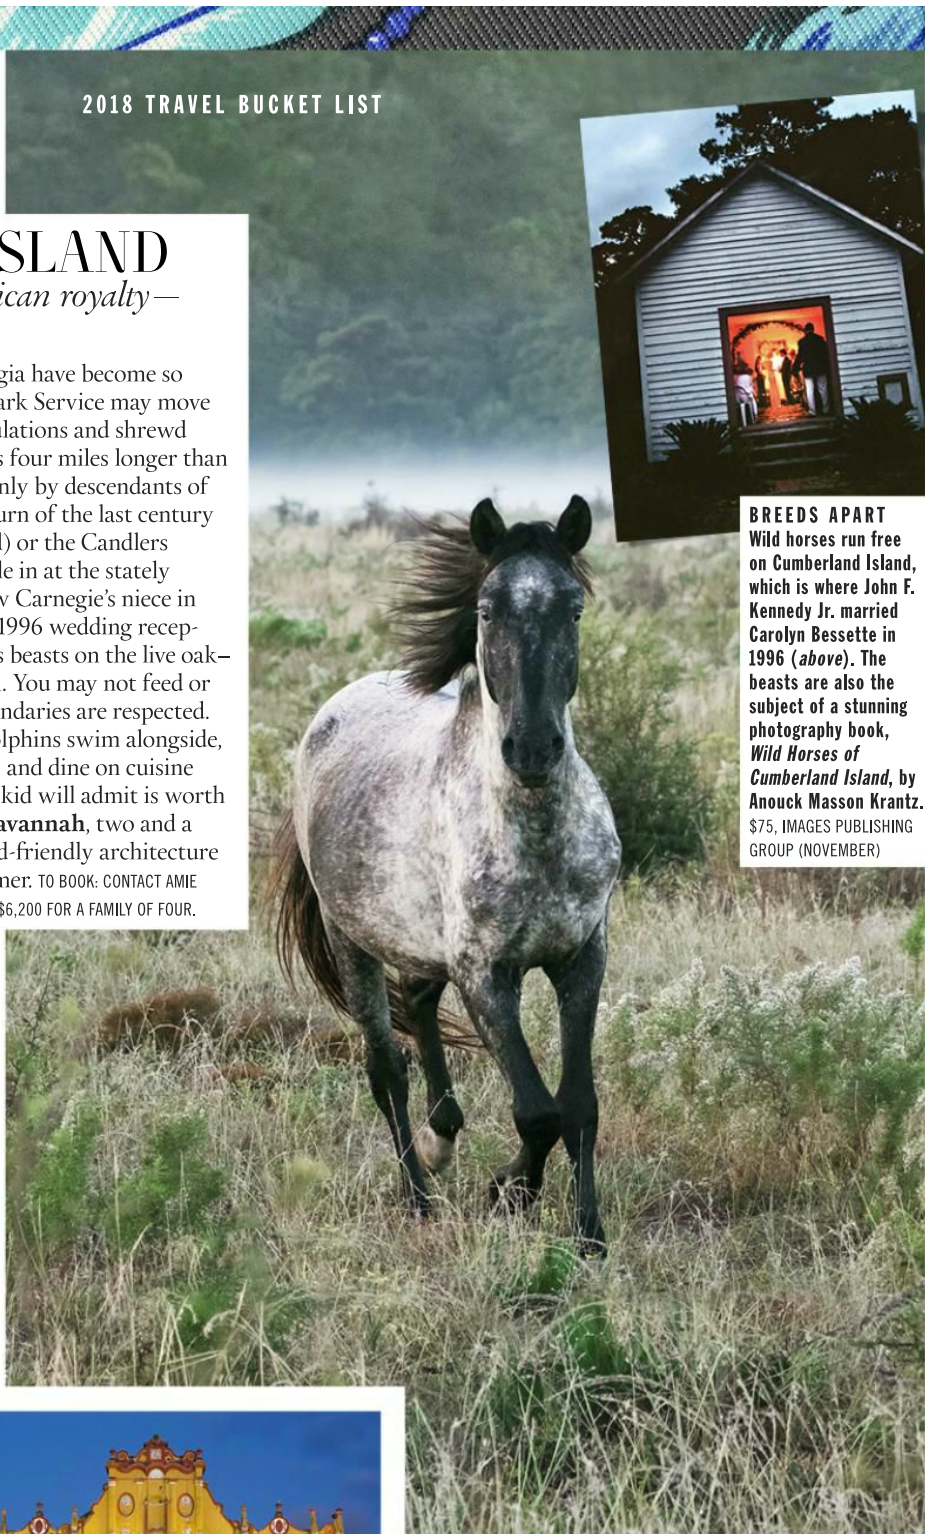 2018 TRAVEL BUCKET LIST
SLAND
ican royalty—
gia have become so
ark Service may move
ulations and shrewd
s four miles longer than
nly by descendants of
urn of the last century
l) or the Candlers
le in at the stately
w Carnegie's niece in
1996 wedding recep-
s beasts on the live oak–
. You may not feed or
ndaries are respected.
olphins swim alongside,
and dine on cuisine
kid will admit is worth
avannah, two and a
d-friendly architecture
mer. TO BOOK: CONTACT AMIE
$6,200 FOR A FAMILY OF FOUR.
BREEDS APART
Wild horses run free
on Cumberland Island,
which is where John F.
Kennedy Jr. married
Carolyn Bessette in
1996 (above). The
beasts are also the
subject of a stunning
photography book,
Wild Horses of
Cumberland Island, by
Anouck Masson Krantz.
$75, IMAGES PUBLISHING
GROUP (NOVEMBER)